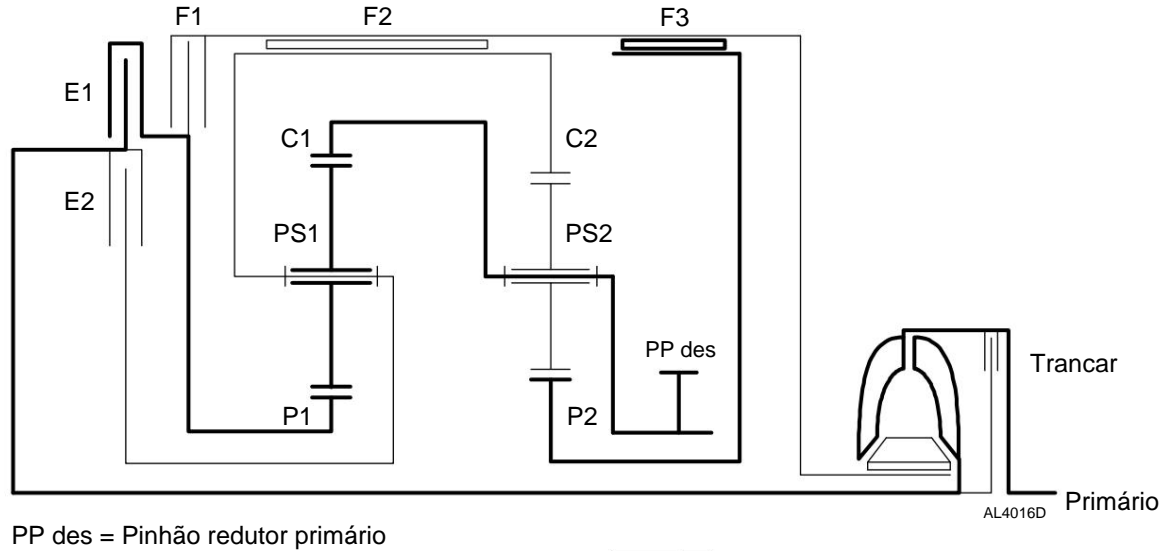 F1
F2
F3
E1
C1
C2
E2
PS1
PS2
PP des
Trancar
P1
P2
Primário
AL4016D
PP des = Pinhão redutor primário